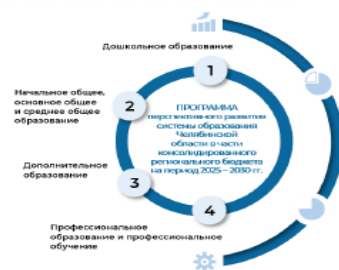 Дошкольное образование
1
Начальное общее,
основное общее
и среднее общее
образование
2
ПРОГРАММА
перспективного развития
системы образования
Челябинской
области в части
консолидированного
регионального бюджета
на период 2025 – 2030 гг.
Дополнительное
образование
3
4
Профессиональное
образование и профессиональное
обучение